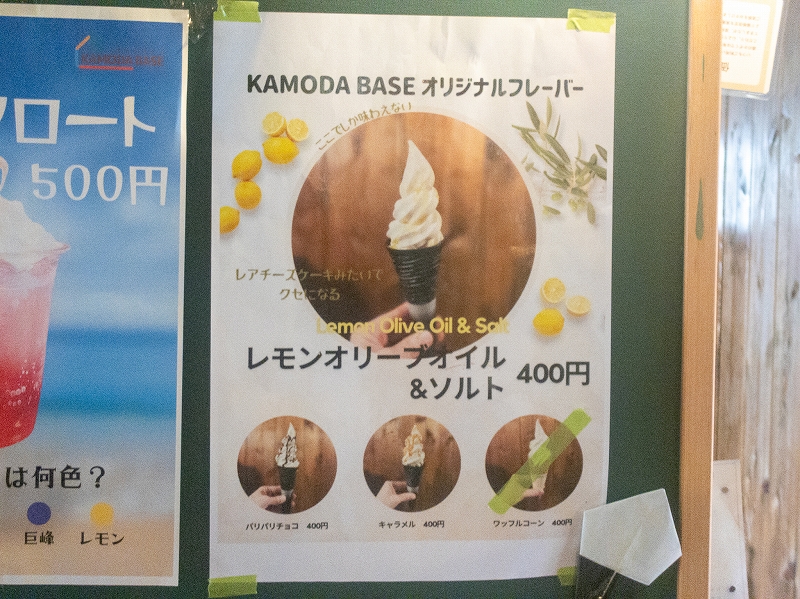 KAMODA BASE
フロート
500円
は何色？
巨峰 レモン
KAMODA BASE オリジナルフレーバー
ここでしか味わえない
レアチーズケーキみたいで
クセになる
Lemon Olive Oil & Salt
レモンオリーブオイル
&ソルト 400円
パリパリチョコ 400円
キャラメル 400円
ワッフルコーン 400円